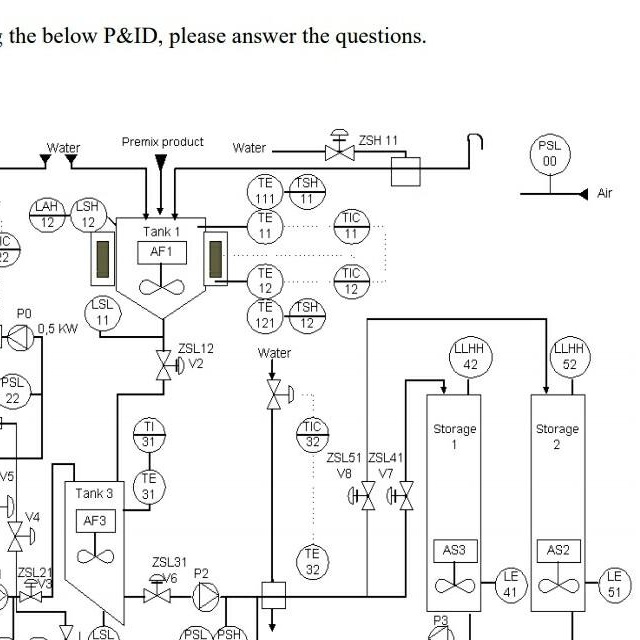 the below P&ID, please answer the questions.
Water
Premix product
Water
ZSH 11
PSL
00
Air
TE
111
TSH
11
LAH
12
LSH
12
Tank 1
AF1
TE
11
TIC
11
TE
12
TIC
12
TE
121
TSH
12
LSL
11
P0
0,5 kW
ZSL12
V2
Water
LLHH
42
LLHH
52
PSL
22
TI
31
TIC
32
Storage
1
Storage
2
ZSL51
V8
ZSL41
V7
V5
Tank 3
AF3
TE
31
V4
ZSL31
V6
P2
TE
32
AS3
AS2
ZSL21
V3
LE
41
LE
51
LSL
PSL
PSH
P3